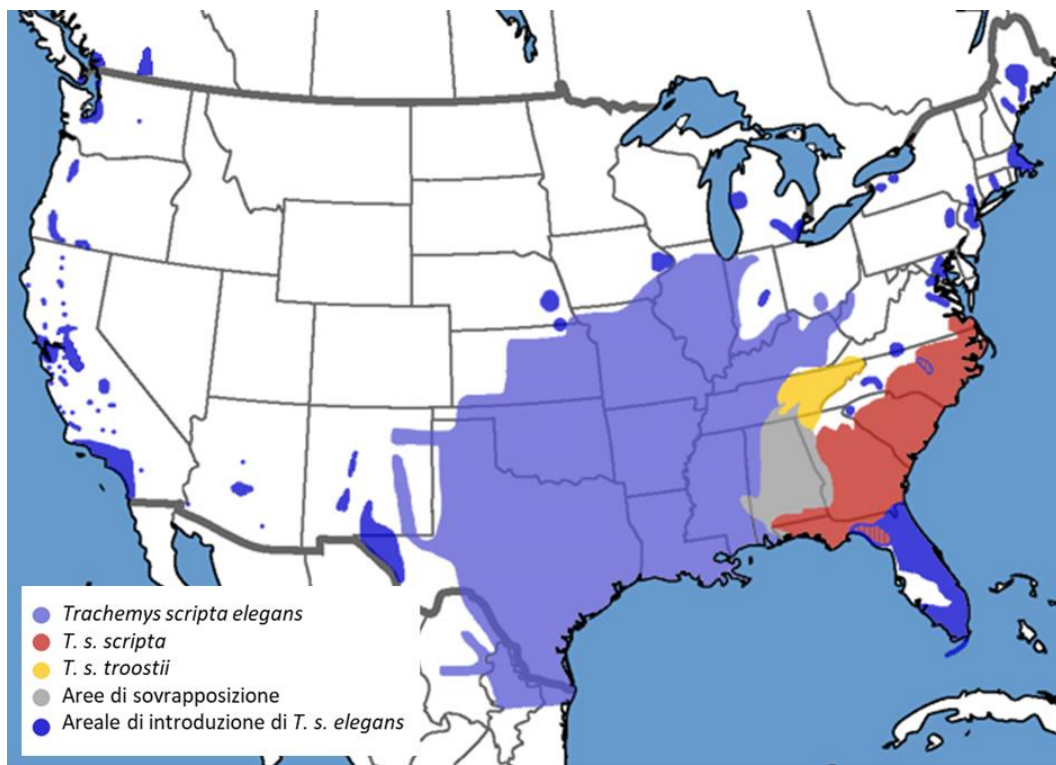 Trachemys scripta elegans
T. s. scripta
T. s. troostii
Aree di sovrapposizione
Areale di introduzione di T. s. elegans